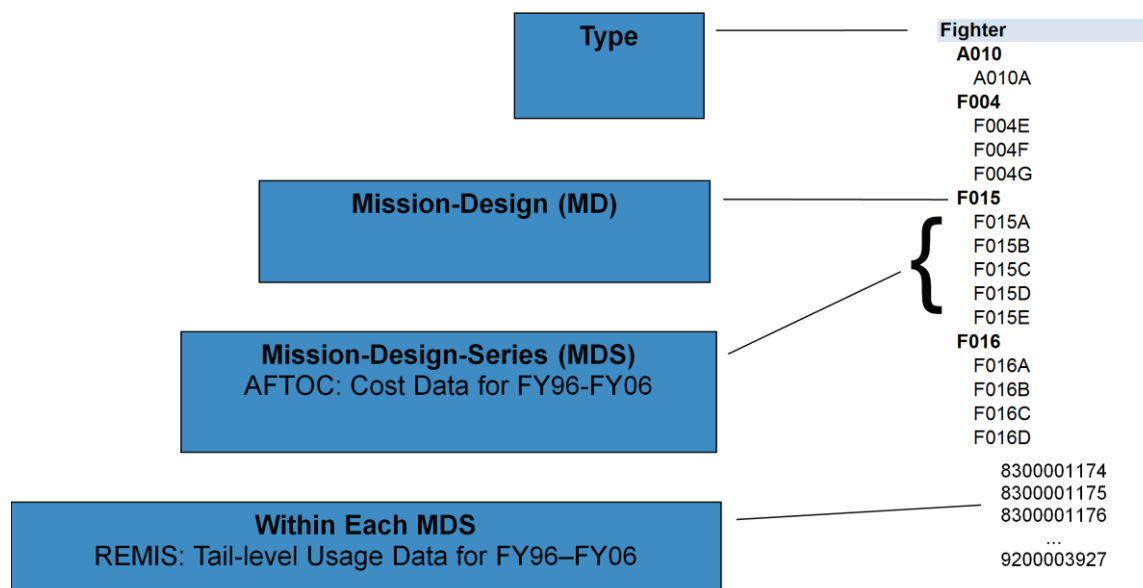 Type
Mission-Design (MD)
Mission-Design-Series (MDS)
AFTOC: Cost Data for FY96-FY06
Within Each MDS
REMIS: Tail-level Usage Data for FY96–FY06
Fighter
A010
A010A
F004
F004E
F004F
F004G
F015
F015A
F015B
F015C
F015D
F015E
F016
F016A
F016B
F016C
F016D
8300001174
8300001175
8300001176
...
9200003927